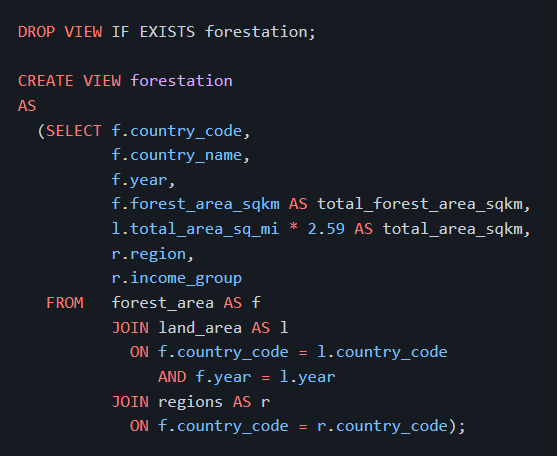 DROP VIEW IF EXISTS forestation;
CREATE VIEW forestation
AS
(SELECT f.country_code,
f.country_name,
f.year,
f.forest_area_sqkm AS total_forest_area_sqkm,
l.total_area_sq_mi * 2.59 AS total_area_sqkm,
r.region,
r.income_group
FROM forest_area AS f
JOIN land_area AS l
ON f.country_code = l.country_code
AND f.year = l.year
JOIN regions AS r
ON f.country_code = r.country_code);